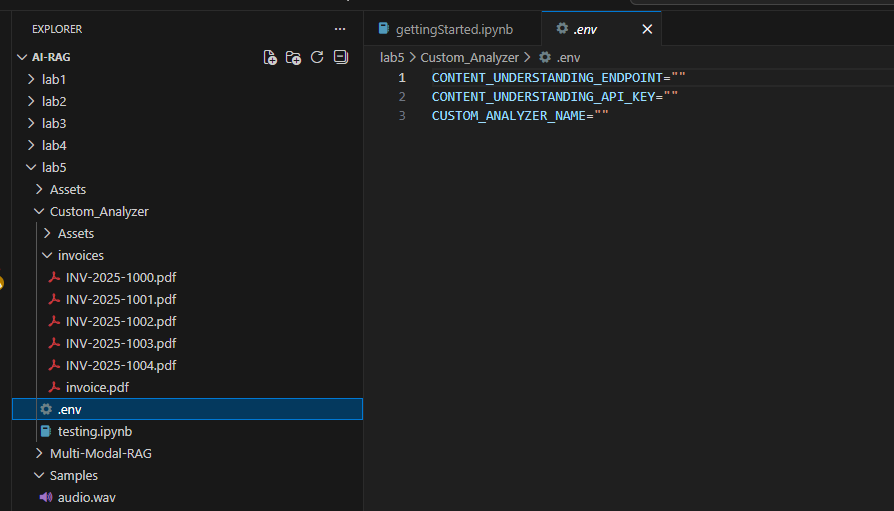 EXPLORER
AI-RAG
lab1
lab2
lab3
lab4
lab5
Assets
Custom_Analyzer
Assets
invoices
INV-2025-1000.pdf
INV-2025-1001.pdf
INV-2025-1002.pdf
INV-2025-1003.pdf
INV-2025-1004.pdf
invoice.pdf
.env
testing.ipynb
Multi-Modal-RAG
Samples
audio.wav
gettingStarted.ipynb
.env
lab5 > Custom_Analyzer > .env
1 CONTENT_UNDERSTANDING_ENDPOINT=""
2 CONTENT_UNDERSTANDING_API_KEY=""
3 CUSTOM_ANALYZER_NAME=""